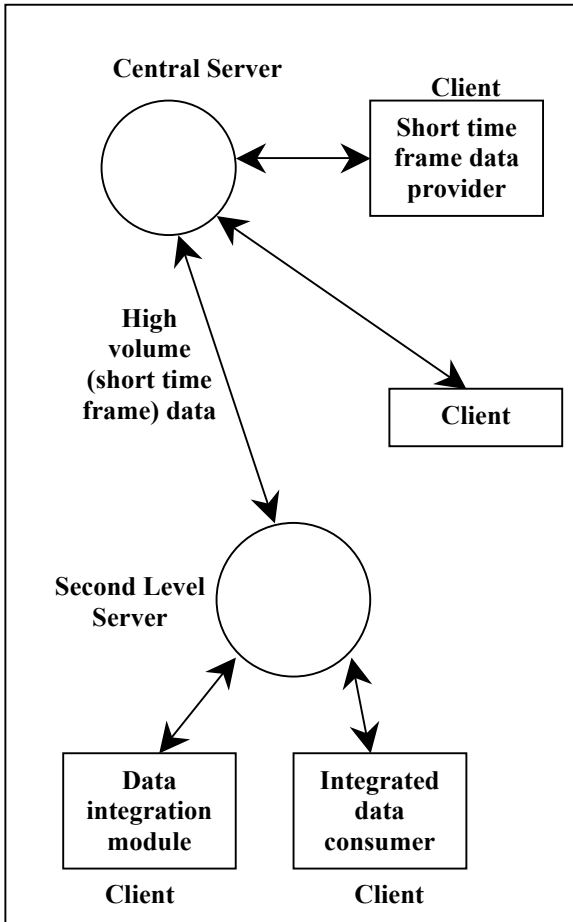 Central Server
Client
Short time
frame data
provider
High
volume
(short time
frame) data
Client
Second Level
Server
Data
integration
module
Integrated
data
consumer
Client
Client